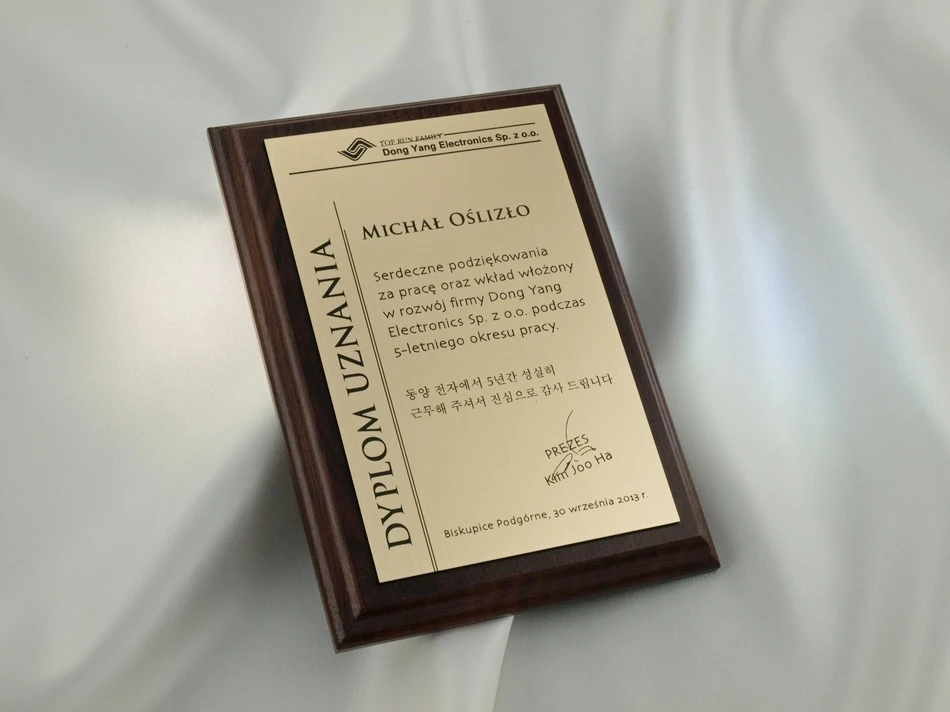 TOP RUN FAMILY
Dong Yang Electronics Sp. z o.o.
DYPLOM UZNANIA
MICHAŁ OŚLIZŁO
Serdeczne podziękowania
za pracę oraz wkład włożony
w rozwój firmy Dong Yang
Electronics Sp. z o.o. podczas
5-letniego okresu pracy.
동양 전자에서 5년간 성실히
근무해 주셔서 진심으로 감사 드립니다
PREZES
Kim Joo Ha
Biskupice Podgórne, 30 września 2013 r.